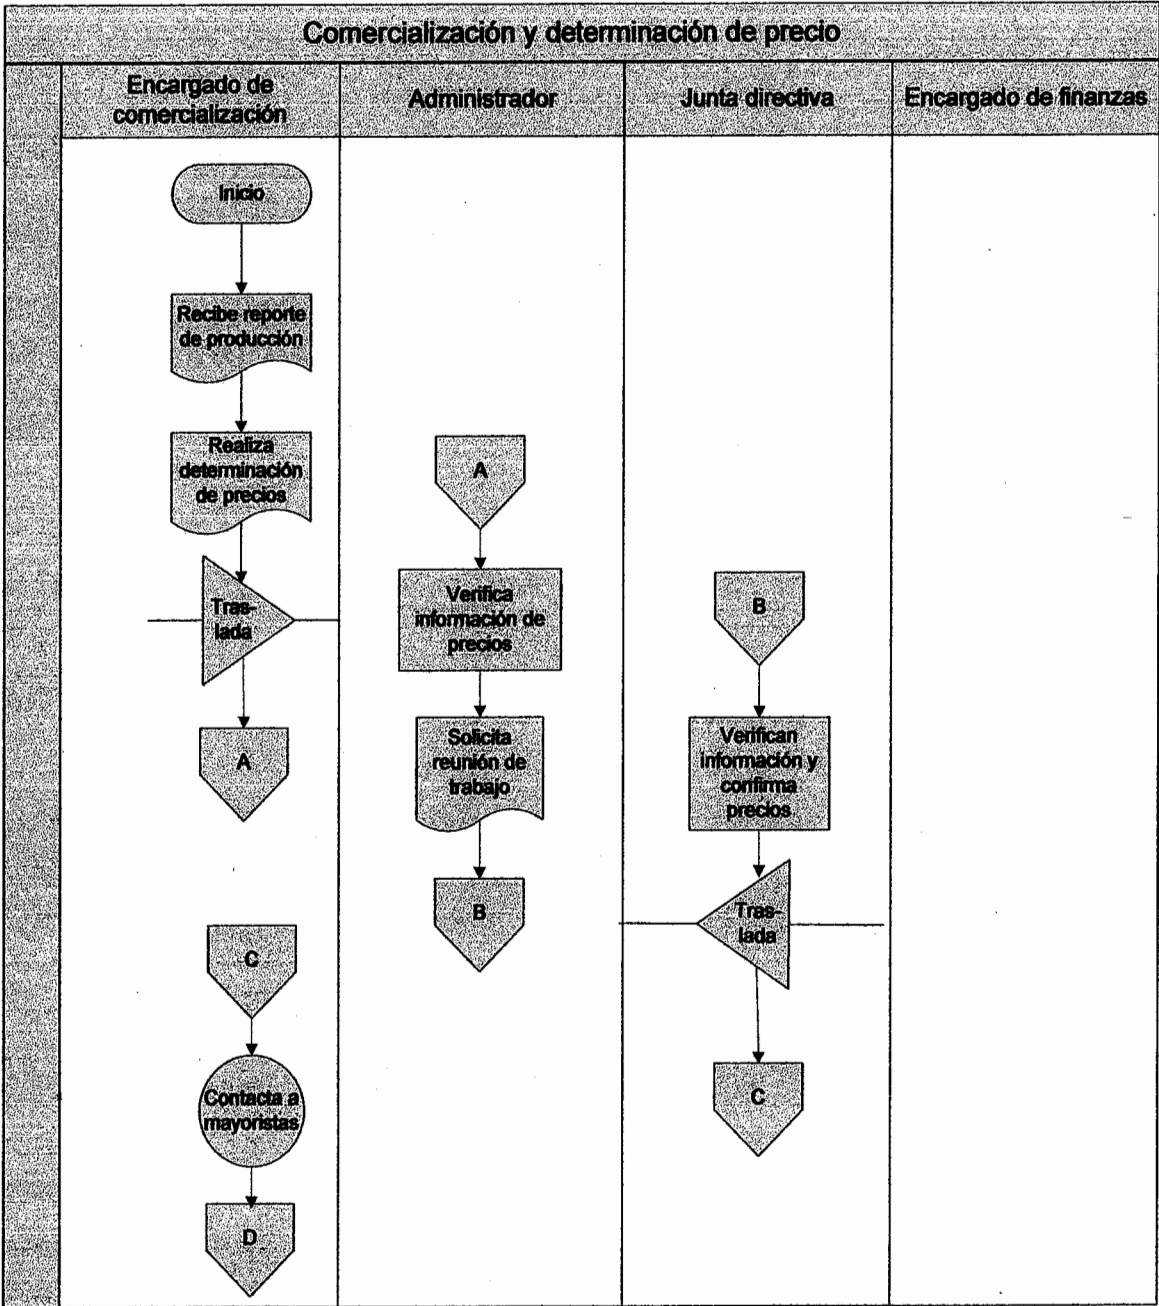 Comercialización y determinación de precio
Encargado de
comercialización
Administrador
Junta directiva
Encargado de finanzas
Inicio
Recibe reporte
de producción
Realiza
determinación
de precios
Tras-
lada
A
C
Contacta a
mayoristas
D
A
Verifica
información de
precios
Solicita
reunión de
trabajo
B
B
Verifican
información y
confirma
precios
Tras-
lada
C